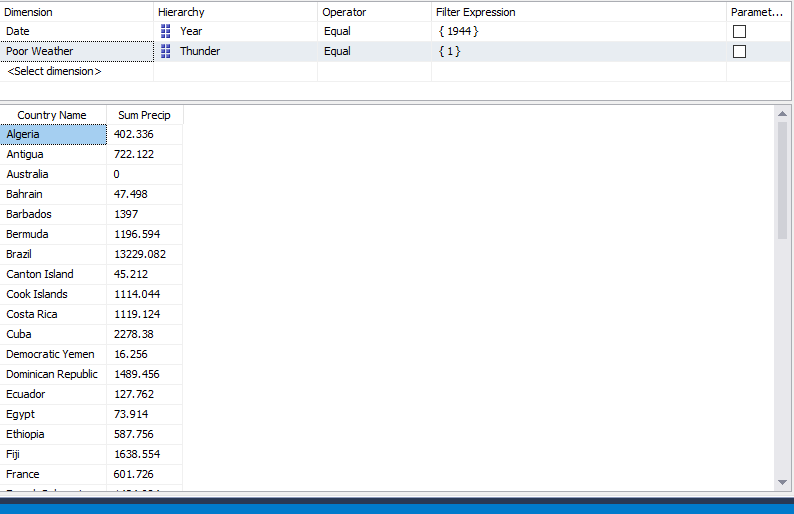 Dimension Hierarchy Operator Filter Expression Paramet...
Date Year Equal { 1944 }
Poor Weather Thunder Equal { 1 }
<Select dimension>
Country Name Sum Precip
Algeria 402.336
Antigua 722.122
Australia 0
Bahrain 47.498
Barbados 1397
Bermuda 1196.594
Brazil 13229.082
Canton Island 45.212
Cook Islands 1114.044
Costa Rica 1119.124
Cuba 2278.38
Democratic Yemen 16.256
Dominican Republic 1489.456
Ecuador 127.762
Egypt 73.914
Ethiopia 587.756
Fiji 1638.554
France 601.726